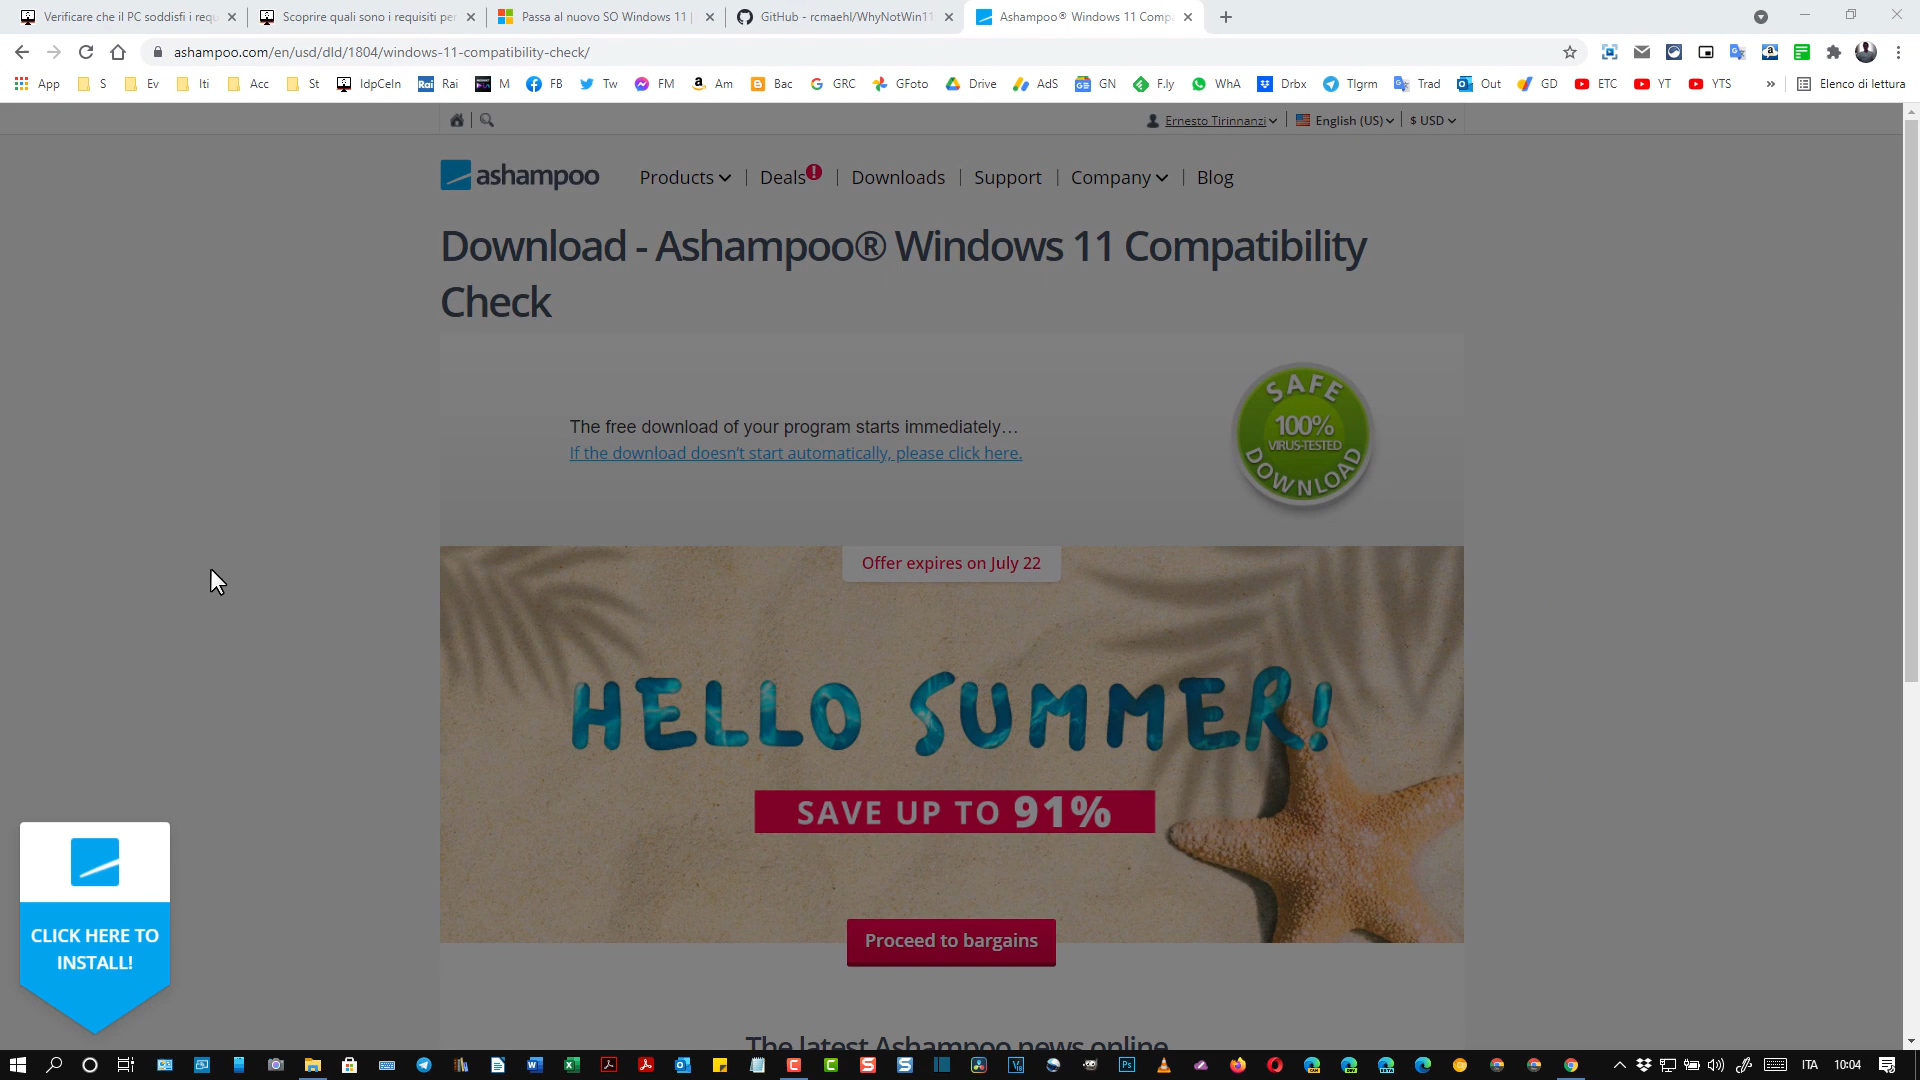 Verificare che il PC soddisfi i requ
Scoprire quali sono i requisiti per
Passa al nuovo SO Windows 11 |
GitHub - rcmaehl/WhyNotWin11
Ashampoo® Windows 11 Compa
ashampoo.com/en/usd/dld/1804/windows-11-compatibility-check/
App S Ev Iti Acc St IdpCeIn Rai M FB Tw FM Am Bac GRC GFoto Drive AdS GN F.ly WhA Drbx Tlgrm Trad Out GD ETC YT YTS » Elenco di lettura
Ernesto Tirinnanzi English (US) $ USD
ashampoo Products Deals! Downloads Support Company Blog
Download - Ashampoo® Windows 11 Compatibility
Check
The free download of your program starts immediately…
If the download doesn't start automatically, please click here.
SAFE
100%
VIRUS-TESTED
DOWNLOAD
Offer expires on July 22
HELLO SUMMER!
SAVE UP TO 91%
Proceed to bargains
CLICK HERE TO
INSTALL!
The latest Ashampoo news online
ITA 10:04